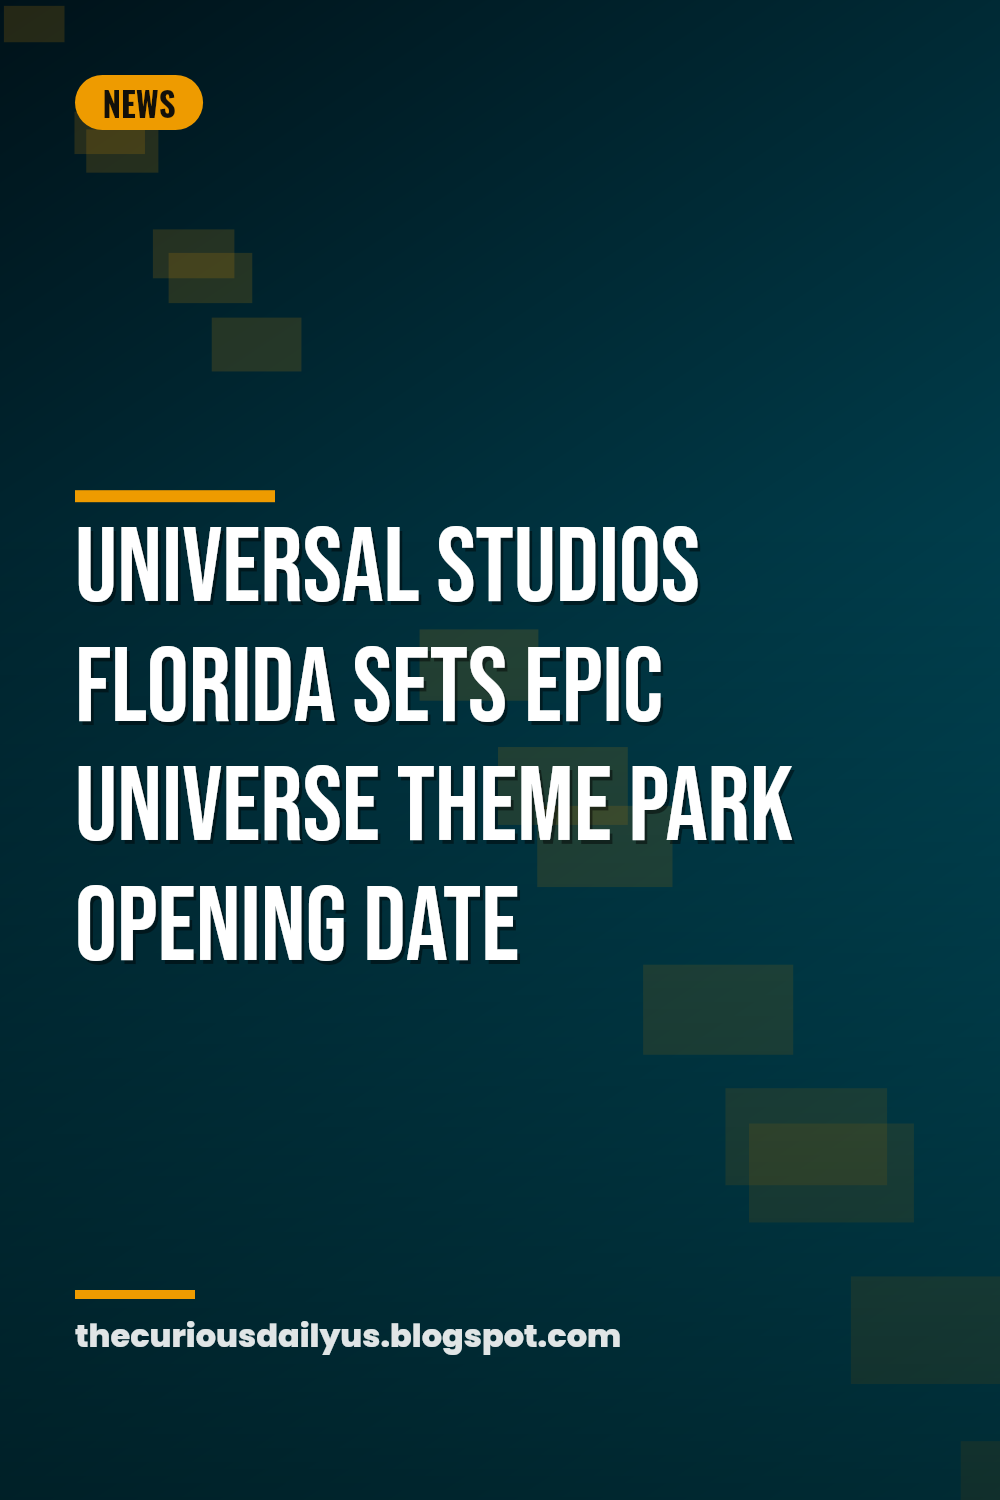 NEWS
UNIVERSAL STUDIOS
FLORIDA SETS EPIC
UNIVERSE THEME PARK
OPENING DATE
thecuriousdailyus.blogspot.com